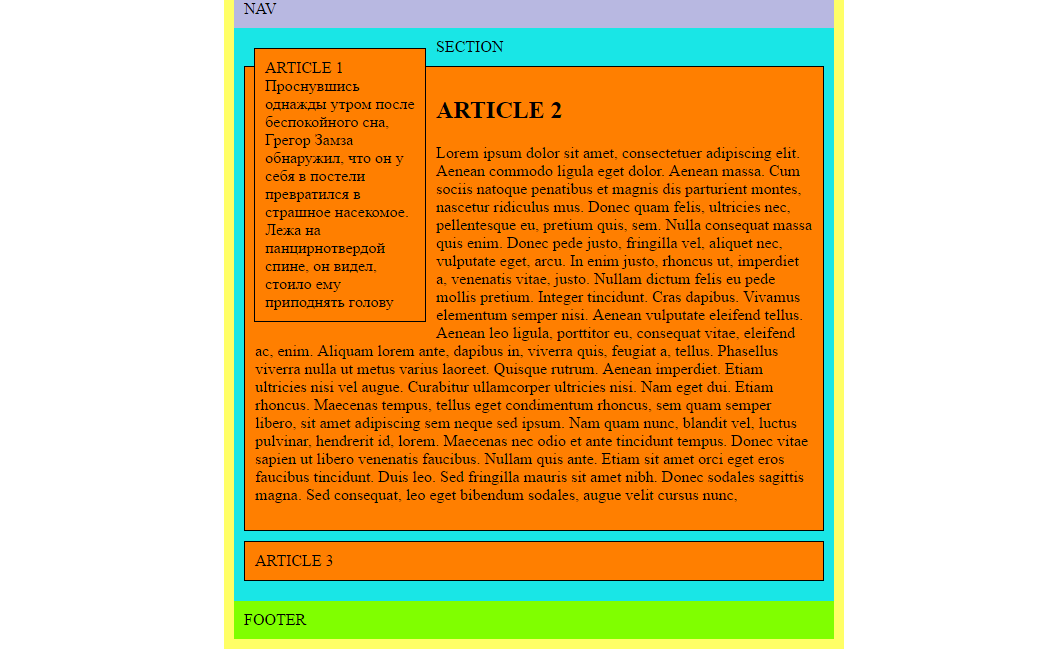 NAV
SECTION
ARTICLE 1
Проснувшись
однажды утром после
беспокойного сна,
Грегор Замза
обнаружил, что он у
себя в постели
превратился в
страшное насекомое.
Лежа на
панцирнотвердой
спине, он видел,
стоило ему
приподнять голову
ARTICLE 2
Lorem ipsum dolor sit amet, consectetuer adipiscing elit.
Aenean commodo ligula eget dolor. Aenean massa. Cum
sociis natoque penatibus et magnis dis parturient montes,
nascetur ridiculus mus. Donec quam felis, ultricies nec,
pellentesque eu, pretium quis, sem. Nulla consequat massa
quis enim. Donec pede justo, fringilla vel, aliquet nec,
vulputate eget, arcu. In enim justo, rhoncus ut, imperdiet
a, venenatis vitae, justo. Nullam dictum felis eu pede
mollis pretium. Integer tincidunt. Cras dapibus. Vivamus
elementum semper nisi. Aenean vulputate eleifend tellus.
Aenean leo ligula, porttitor eu, consequat vitae, eleifend
ac, enim. Aliquam lorem ante, dapibus in, viverra quis, feugiat a, tellus. Phasellus
viverra nulla ut metus varius laoreet. Quisque rutrum. Aenean imperdiet. Etiam
ultricies nisi vel augue. Curabitur ullamcorper ultricies nisi. Nam eget dui. Etiam
rhoncus. Maecenas tempus, tellus eget condimentum rhoncus, sem quam semper
libero, sit amet adipiscing sem neque sed ipsum. Nam quam nunc, blandit vel, luctus
pulvinar, hendrerit id, lorem. Maecenas nec odio et ante tincidunt tempus. Donec vitae
sapien ut libero venenatis faucibus. Nullam quis ante. Etiam sit amet orci eget eros
faucibus tincidunt. Duis leo. Sed fringilla mauris sit amet nibh. Donec sodales sagittis
magna. Sed consequat, leo eget bibendum sodales, augue velit cursus nunc,
ARTICLE 3
FOOTER